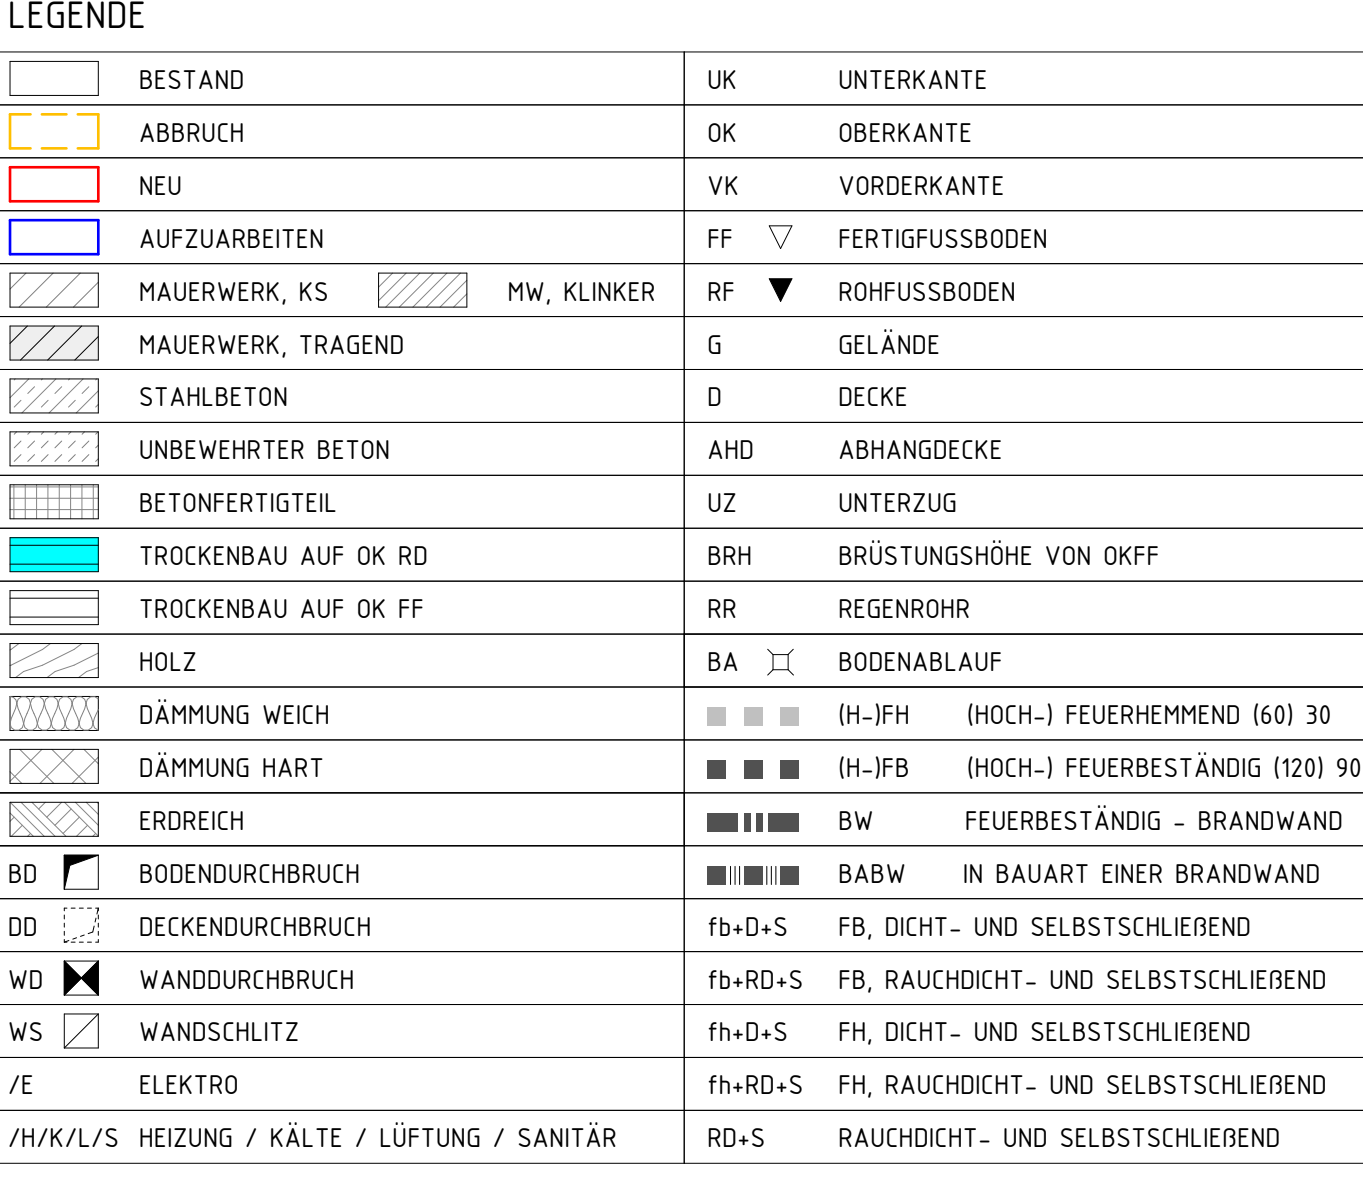 LEGENDE
BESTAND
ABBRUCH
NEU
AUFZUARBEITEN
MAUERWERK, KS MW, KLINKER
MAUERWERK, TRAGEND
STAHLBETON
UNBEWEHRTER BETON
BETONFERTIGTEIL
TROCKENBAU AUF OK RD
TROCKENBAU AUF OK FF
HOLZ
DÄMMUNG WEICH
DÄMMUNG HART
ERDREICH
BD BODENDURCHBRUCH
DD DECKENDURCHBRUCH
WD WANDDURCHBRUCH
WS WANDSCHLITZ
/E ELEKTRO
/H/K/L/S HEIZUNG / KÄLTE / LÜFTUNG / SANITÄR
UK UNTERKANTE
OK OBERKANTE
VK VORDERKANTE
FF FERTIGFUSSBODEN
RF ROHFUSSBODEN
G GELÄNDE
D DECKE
AHD ABHANGDECKE
UZ UNTERZUG
BRH BRÜSTUNGSHÖHE VON OKFF
RR REGENROHR
BA BODENABLAUF
(H-)FH (HOCH-) FEUERHEMMEND (60) 30
(H-)FB (HOCH-) FEUERBESTÄNDIG (120) 90
BW FEUERBESTÄNDIG - BRANDWAND
BABW IN BAUART EINER BRANDWAND
fb+D+S FB, DICHT- UND SELBSTSCHLIEßEND
fb+RD+S FB, RAUCHDICHT- UND SELBSTSCHLIEßEND
fh+D+S FH, DICHT- UND SELBSTSCHLIEßEND
fh+RD+S FH, RAUCHDICHT- UND SELBSTSCHLIEßEND
RD+S RAUCHDICHT- UND SELBSTSCHLIEßEND